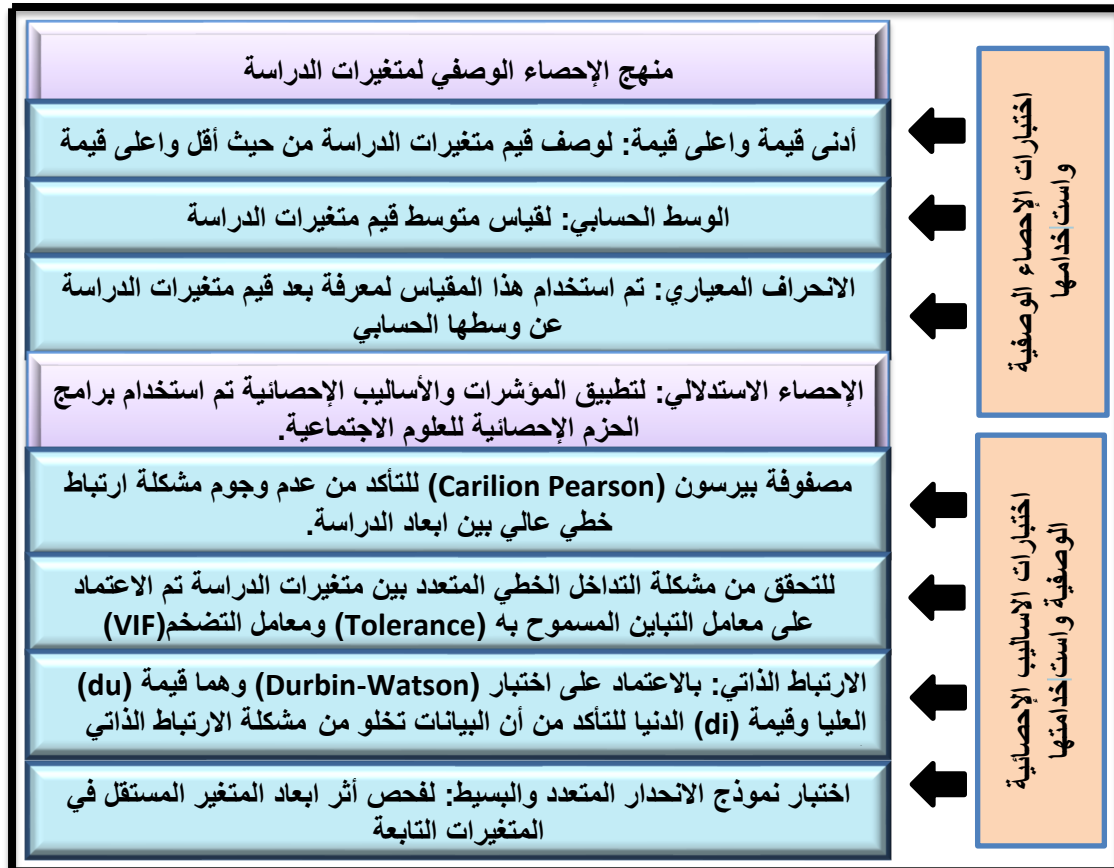 منهج الإحصاء الوصفي لمتغيرات الدراسة
أدنى قيمة واعلى قيمة: لوصف قيم متغيرات الدراسة من حيث أقل واعلى قيمة
الوسط الحسابي: لقياس متوسط قيم متغيرات الدراسة
الانحراف المعياري: تم استخدام هذا المقياس لمعرفة بعد قيم متغيرات الدراسة
عن وسطها الحسابي
اختبارات الإحصاء الوصفية
واستخدامها
الإحصاء الاستدلالي: لتطبيق المؤشرات والأساليب الإحصائية تم استخدام برامج
الحزم الإحصائية للعلوم الاجتماعية.
مصفوفة بيرسون (Carilion Pearson) للتأكد من عدم وجوم مشكلة ارتباط
خطي عالي بين ابعاد الدراسة.
للتحقق من مشكلة التداخل الخطي المتعدد بين متغيرات الدراسة تم الاعتماد
على معامل التباين المسموح به (Tolerance) ومعامل التضخم(VIF)
الارتباط الذاتي: بالاعتماد على اختبار (Durbin-Watson) وهما قيمة (du)
العليا وقيمة (di) الدنيا للتأكد من أن البيانات تخلو من مشكلة الارتباط الذاتي
اختبار نموذج الانحدار المتعدد والبسيط: لفحص أثر ابعاد المتغير المستقل في
المتغيرات التابعة
اختبارات الاساليب الإحصائية
الوصفية واستخدامتها